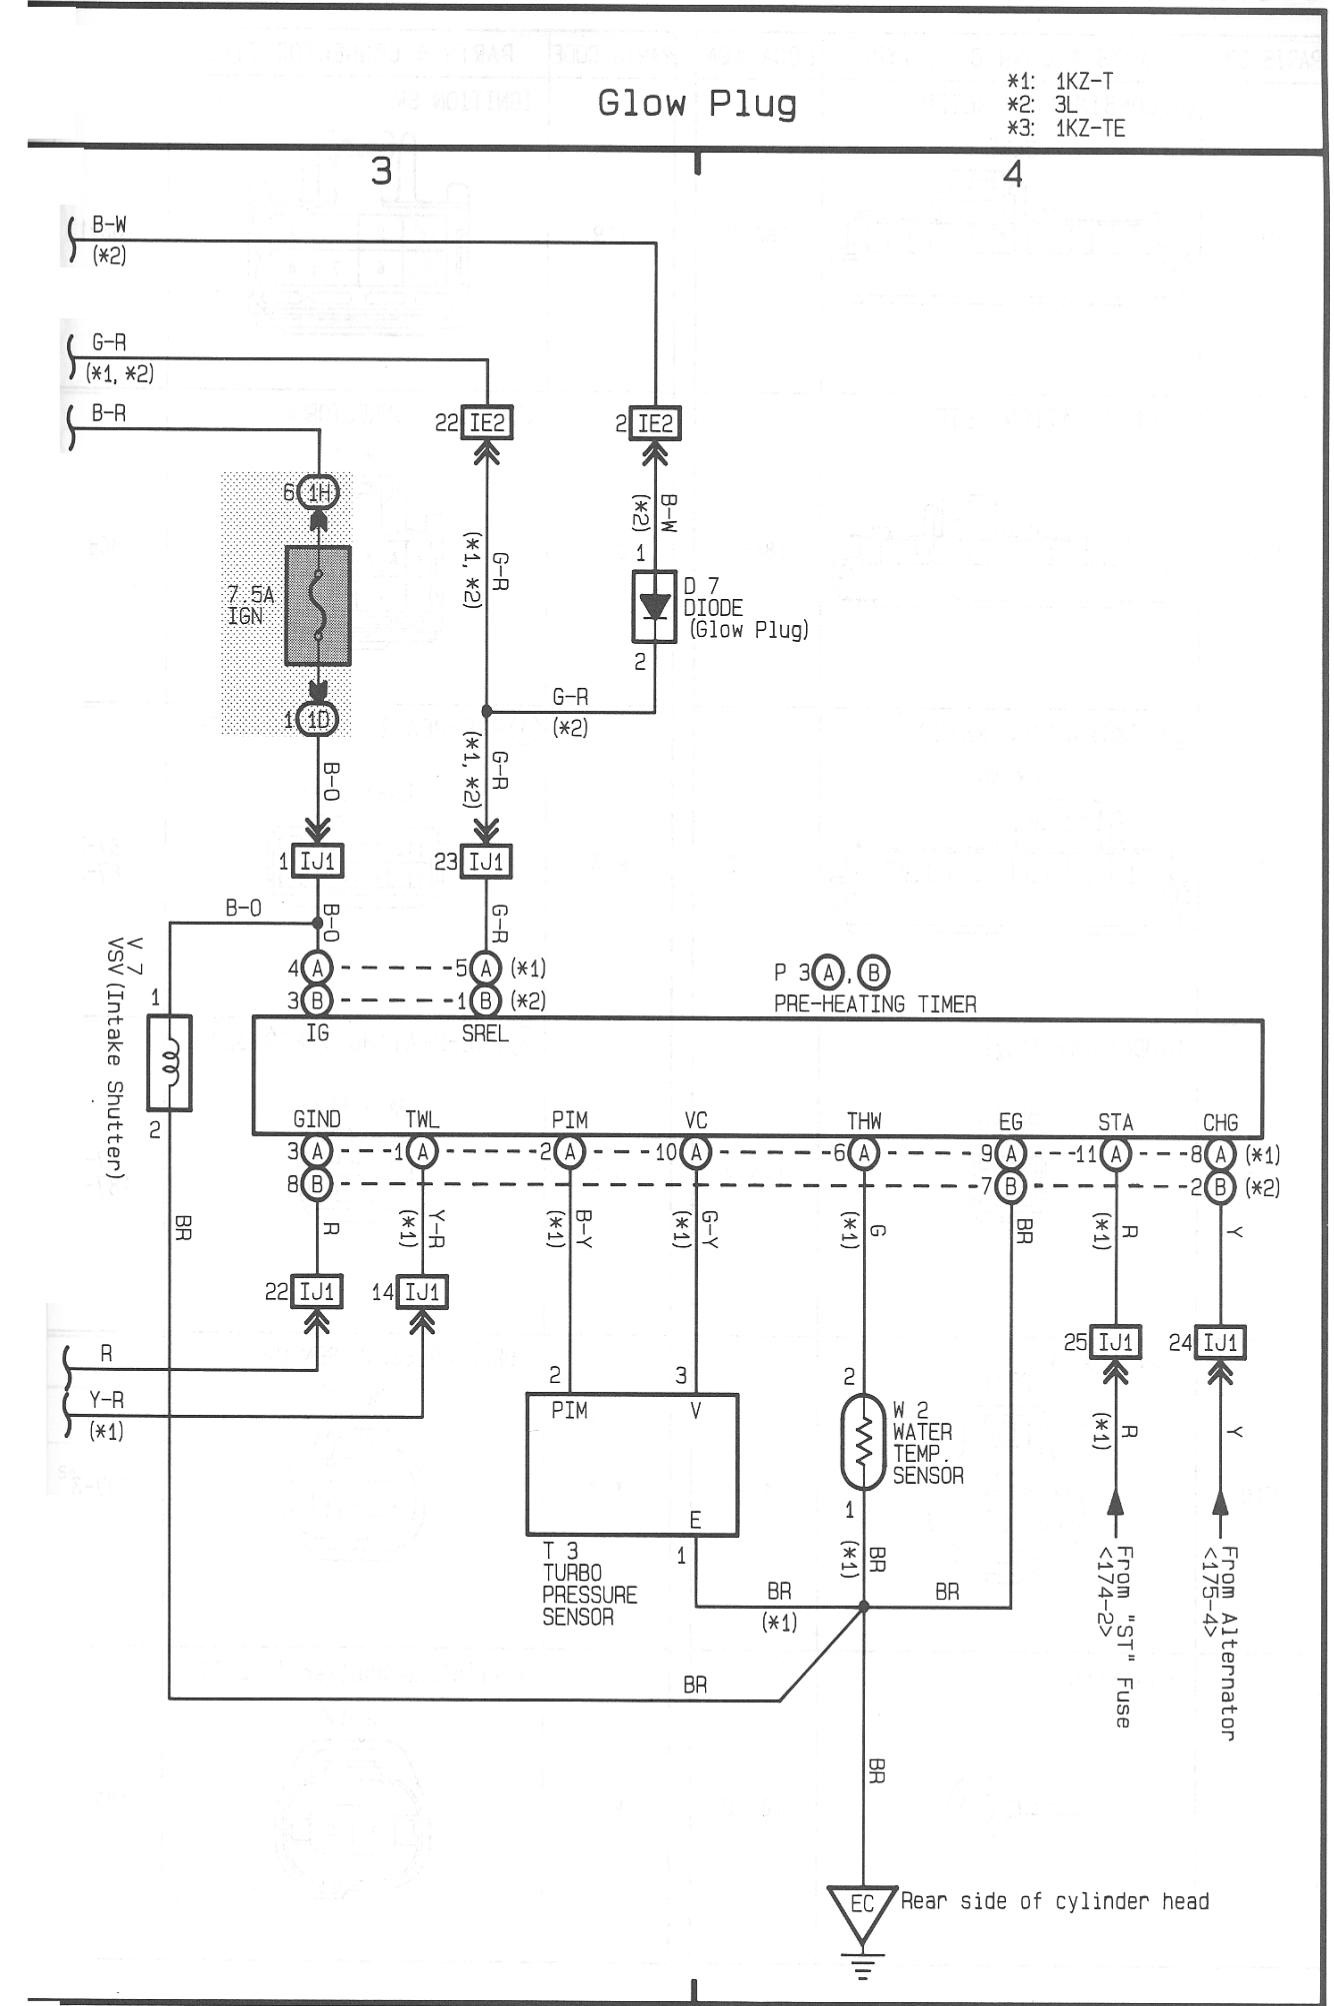 Glow Plug
*1: 1KZ-T
*2: 3L
*3: 1KZ-TE
3
4
B-W
(*2)
G-R
(*1, *2)
B-R
22 IE2
2 IE2
6 1H
7.5A
IGN
1 1D
G-R
(*1, *2)
B-W
(*2)
1
D 7
DIODE
(Glow Plug)
2
G-R
(*2)
B-O
G-R
(*1, *2)
1 IJ1
23 IJ1
B-O
B-O
G-R
V 7
VSV (Intake Shutter)
1
2
4 A
5 A (*1)
3 B
1 B (*2)
P 3 A, B
PRE-HEATING TIMER
IG
SREL
GIND
TWL
PIM
VC
THW
EG
STA
CHG
3 A
1 A
2 A
10 A
6 A
9 A
11 A
8 A (*1)
8 B
7 B
2 B (*2)
BR
R
Y-R
(*1)
B-Y
(*1)
G-Y
(*1)
G
(*1)
BR
R
(*1)
Y
22 IJ1
14 IJ1
25 IJ1
24 IJ1
R
Y-R
(*1)
2
3
PIM
V
E
1
T 3
TURBO
PRESSURE
SENSOR
2
W 2
WATER
TEMP.
SENSOR
1
BR
(*1)
R
(*1)
Y
From "ST" Fuse
<174-2>
From Alternator
<175-4>
BR
(*1)
BR
BR
BR
EC
Rear side of cylinder head